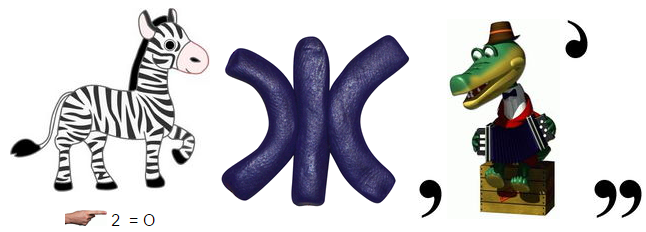 Ж , , ,,
2 = О